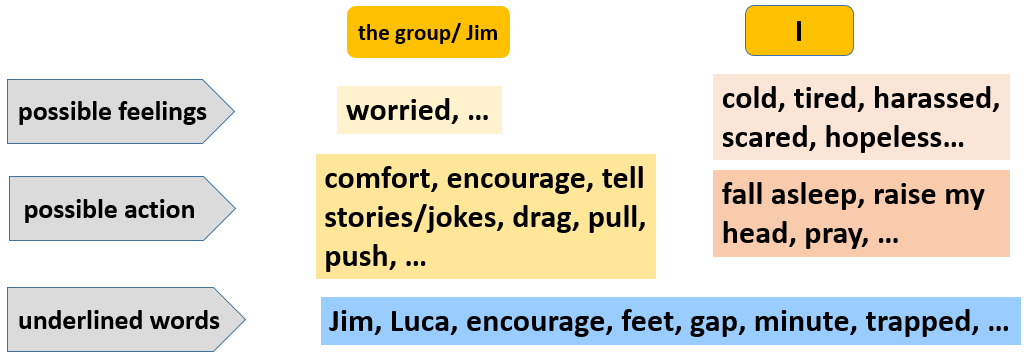 the group/ Jim
I
possible feelings
worried, …
cold, tired, harassed,
scared, hopeless…
possible action
comfort, encourage, tell
stories/jokes, drag, pull,
push, …
fall asleep, raise my
head, pray, …
underlined words
Jim, Luca, encourage, feet, gap, minute, trapped, …